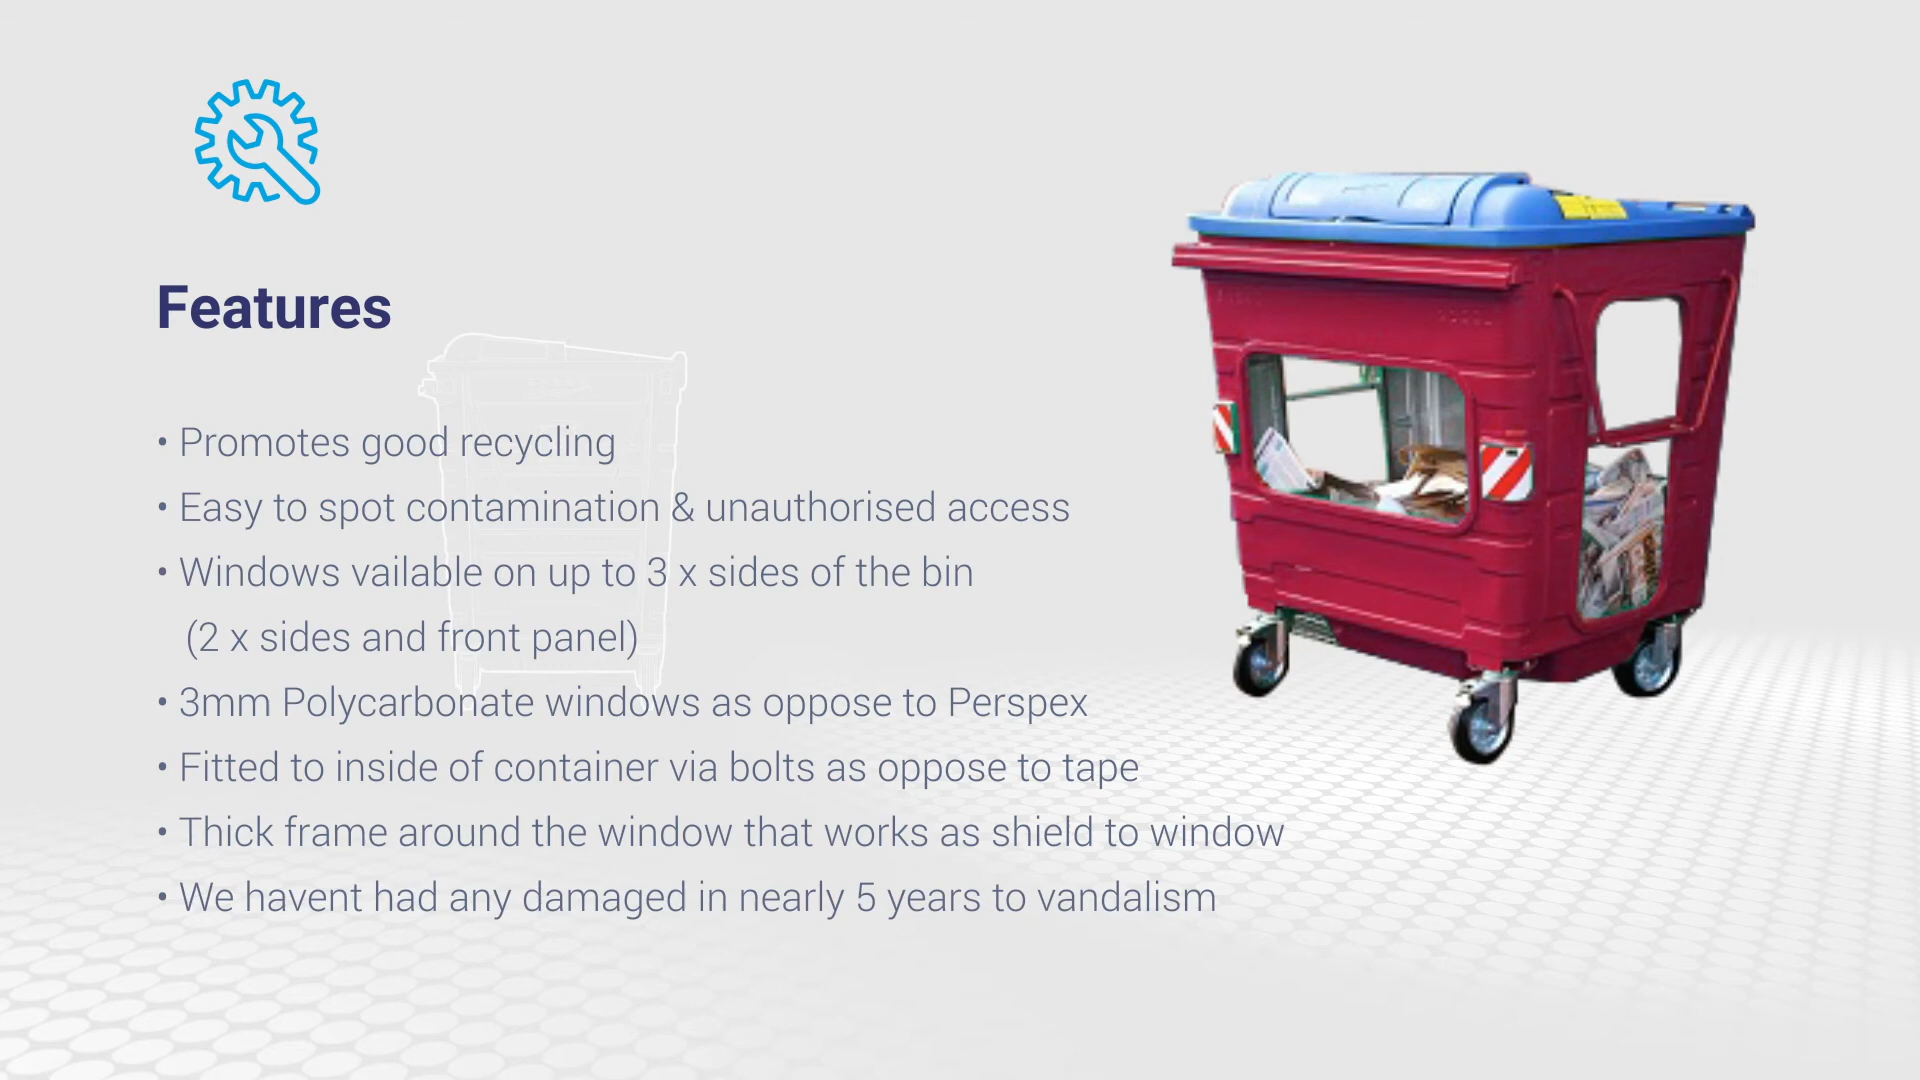 Features
• Promotes good recycling
• Easy to spot contamination & unauthorised access
• Windows vailable on up to 3 x sides of the bin
(2 x sides and front panel)
• 3mm Polycarbonate windows as oppose to Perspex
• Fitted to inside of container via bolts as oppose to tape
• Thick frame around the window that works as shield to window
• We havent had any damaged in nearly 5 years to vandalism